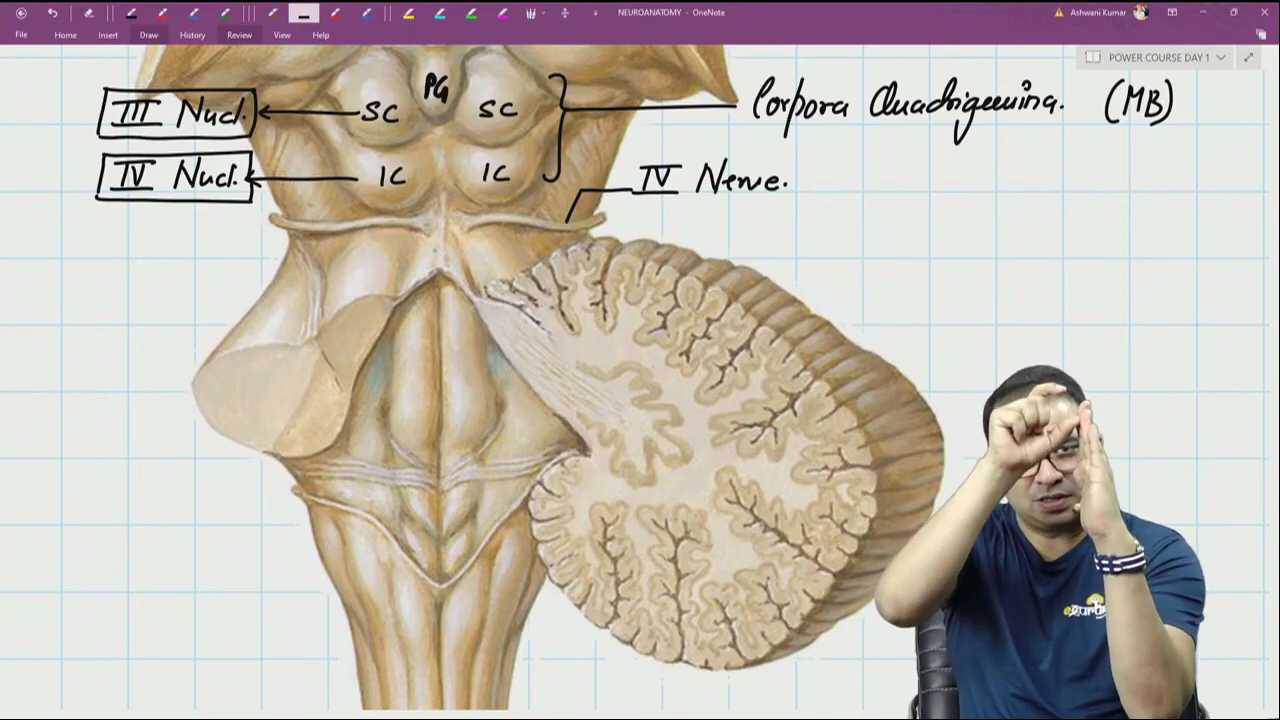 NEUROANATOMY - OneNote
Ashwani Kumar
File Home Insert Draw History Review View Help
POWER COURSE DAY 1
PG
III Nucl. SC SC Corpora Quadrigemina. (MB)
IV Nucl. IC IC IV Nerve.